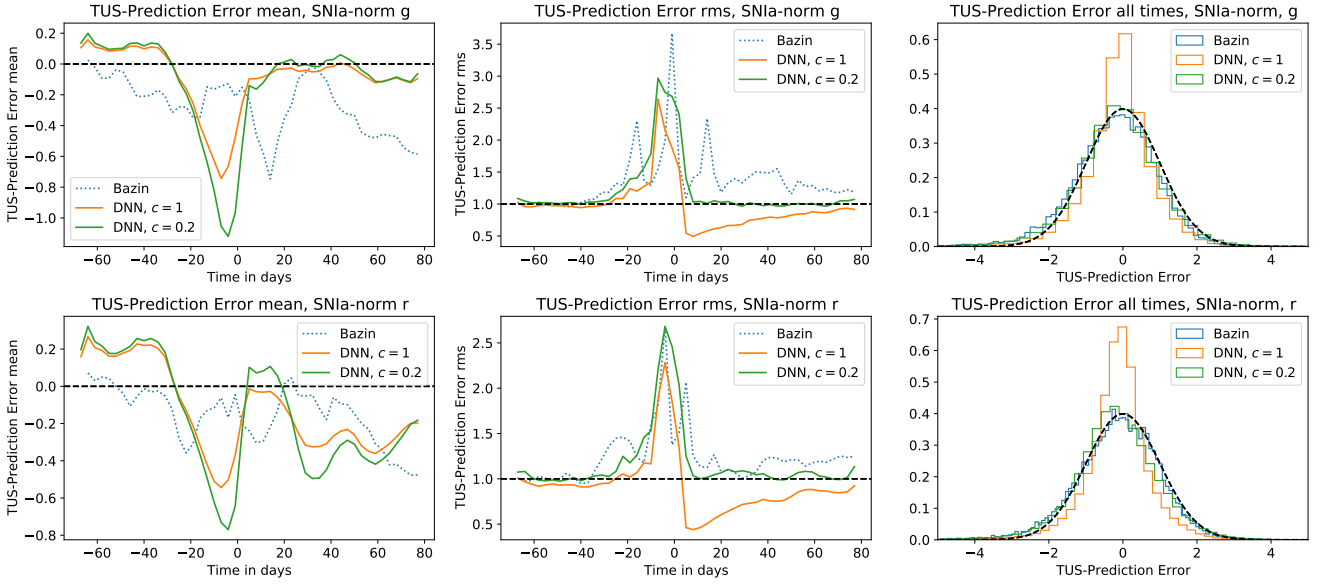 TUS-Prediction Error mean, SNIa-norm g
TUS-Prediction Error mean
0.2
0.0
−0.2
−0.4
−0.6
−0.8
−1.0
Bazin
DNN, c = 1
DNN, c = 0.2
−60 −40 −20 0 20 40 60 80
Time in days
TUS-Prediction Error rms, SNIa-norm g
TUS-Prediction Error rms
3.5
3.0
2.5
2.0
1.5
1.0
0.5
Bazin
DNN, c = 1
DNN, c = 0.2
−60 −40 −20 0 20 40 60 80
Time in days
TUS-Prediction Error all times, SNIa-norm, g
0.6
0.5
0.4
0.3
0.2
0.1
0.0
Bazin
DNN, c = 1
DNN, c = 0.2
−4 −2 0 2 4
TUS-Prediction Error
TUS-Prediction Error mean, SNIa-norm r
TUS-Prediction Error mean
0.2
0.0
−0.2
−0.4
−0.6
−0.8
Bazin
DNN, c = 1
DNN, c = 0.2
−60 −40 −20 0 20 40 60 80
Time in days
TUS-Prediction Error rms, SNIa-norm r
TUS-Prediction Error rms
2.5
2.0
1.5
1.0
0.5
Bazin
DNN, c = 1
DNN, c = 0.2
−60 −40 −20 0 20 40 60 80
Time in days
TUS-Prediction Error all times, SNIa-norm, r
0.7
0.6
0.5
0.4
0.3
0.2
0.1
0.0
Bazin
DNN, c = 1
DNN, c = 0.2
−4 −2 0 2 4
TUS-Prediction Error